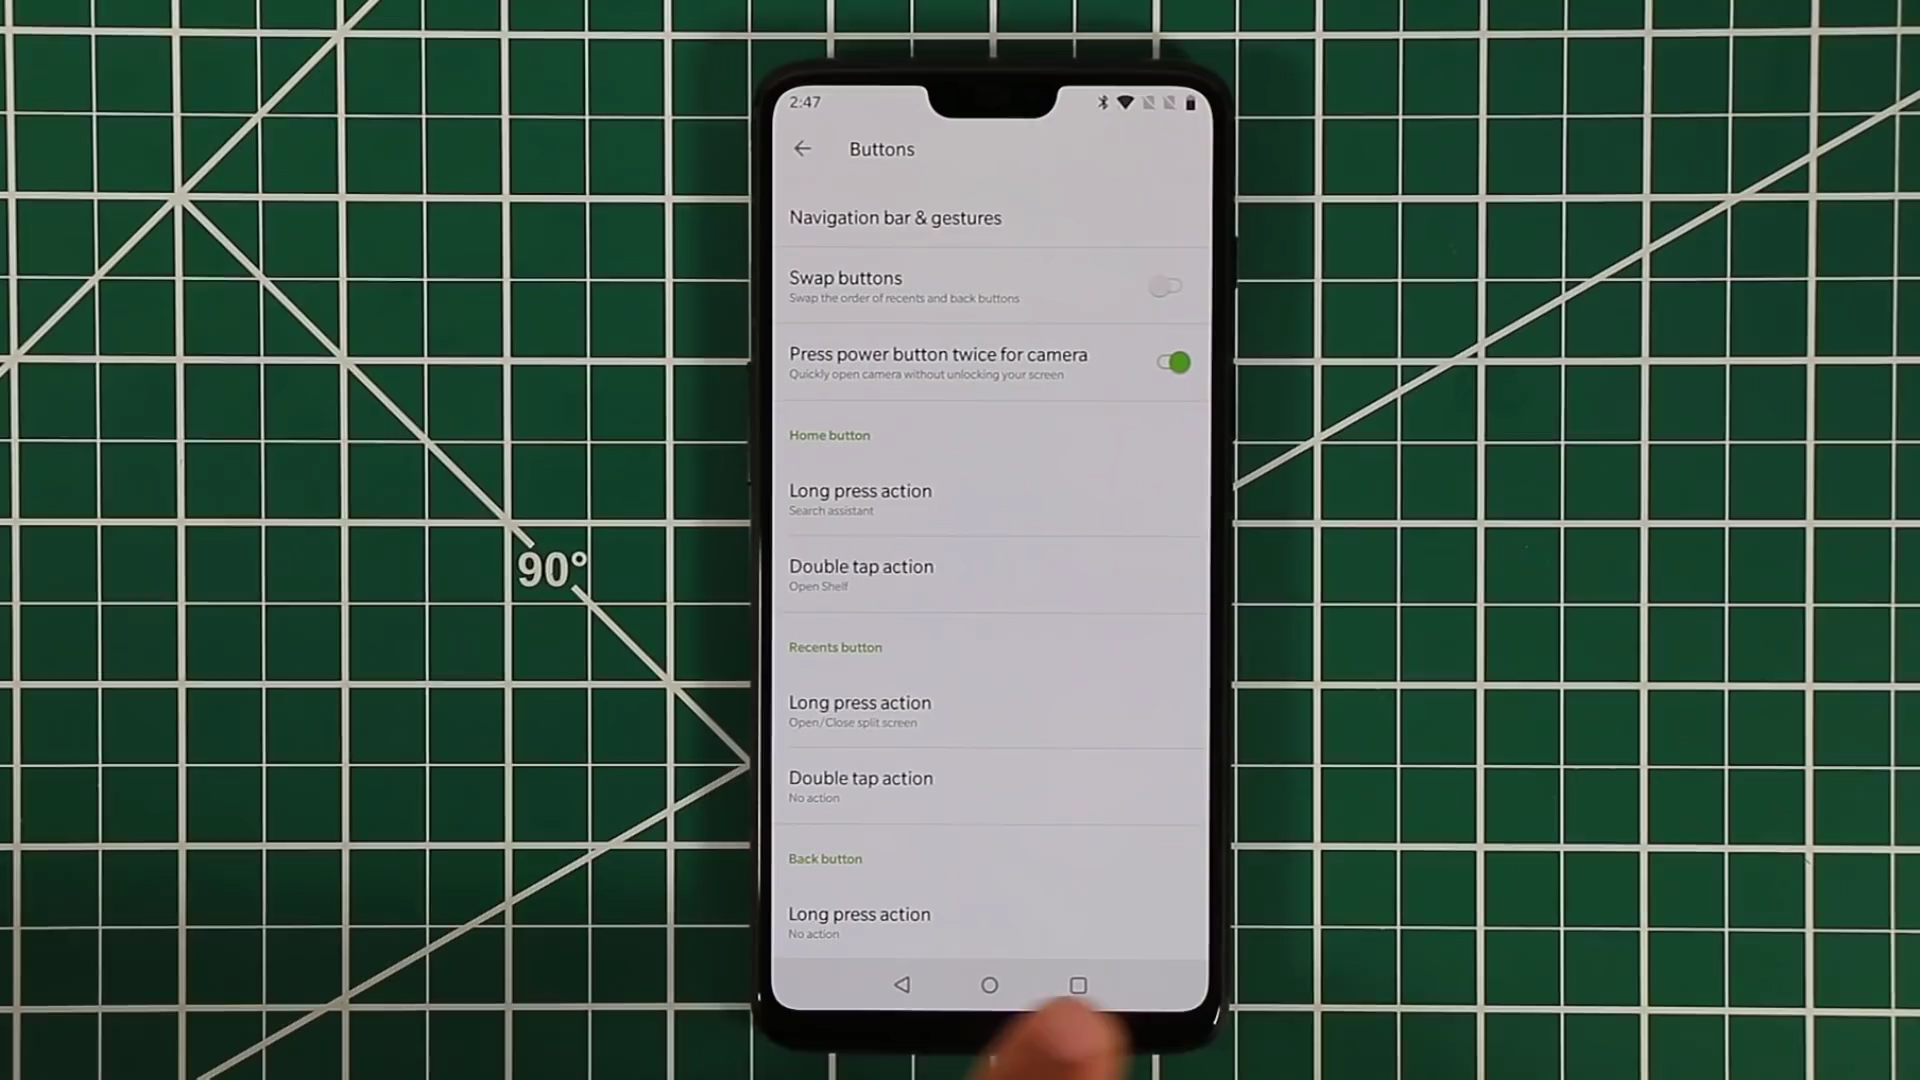 2:47
Buttons
Navigation bar & gestures
Swap buttons
Swap the order of recents and back buttons
Press power button twice for camera
Quickly open camera without unlocking your screen
Home button
Long press action
Search assistant
Double tap action
Open Shelf
Recents button
Long press action
Open/Close split screen
Double tap action
No action
Back button
Long press action
No action
90°